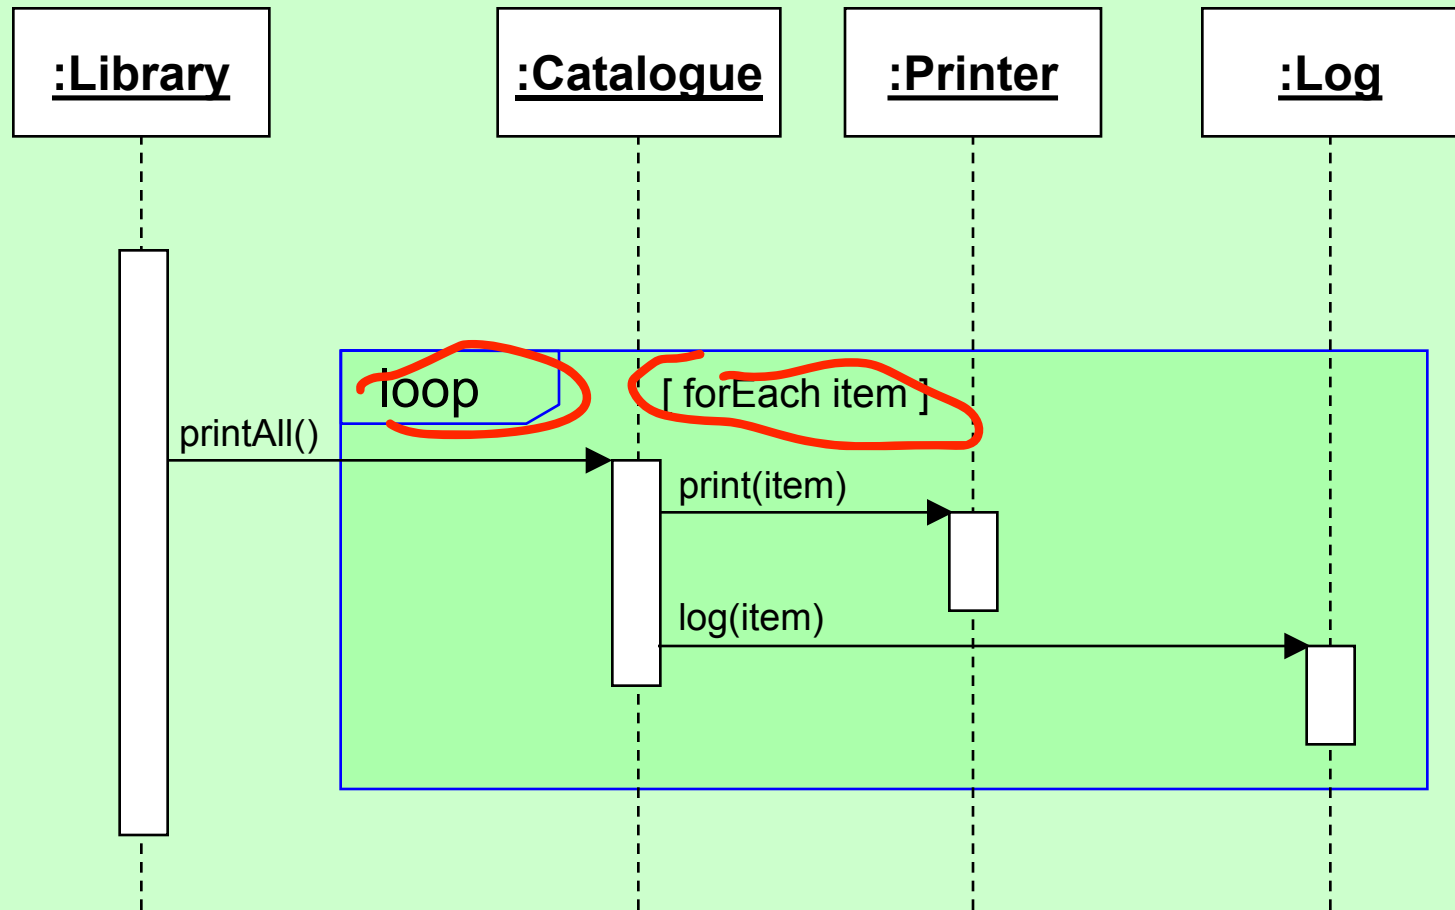 :Library
:Catalogue
:Printer
:Log
loop
[ forEach item ]
printAll()
print(item)
log(item)